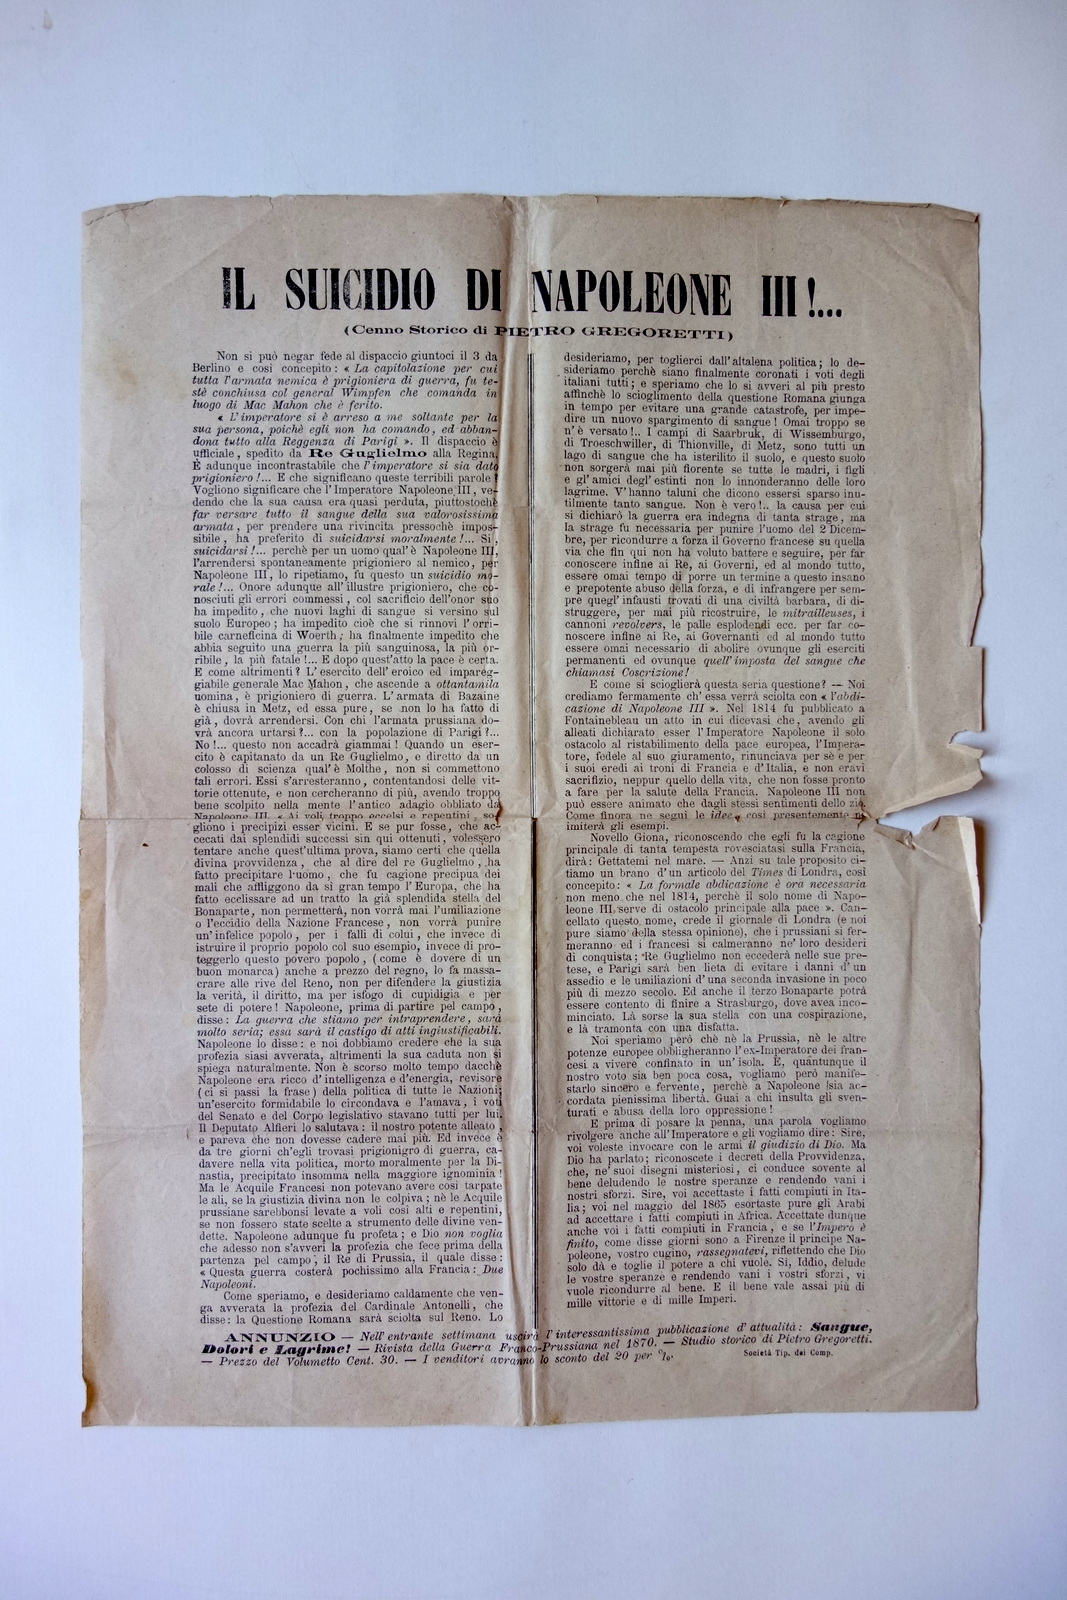 IL SUICIDIO DI NAPOLEONE III!....
(Cenno Storico di PIETRO GREGORETTI)
Non si può negar fede al dispaccio giuntoci il 3 da
Berlino e così concepito: « La capitolazione per cui
tutta l'armata nemica è prigioniera di guerra, fu te-
stè conchiusa col general Wimpfen che comanda in
luogo di Mac Mahon che è ferito.
« L'imperatore si è arreso a me soltante per la
sua persona, poichè egli non ha comando, ed abban-
dona tutto alla Reggenza di Parigi ». Il dispaccio è
ufficiale, spedito da Re Guglielmo alla Regina.
È adunque incontrastabile che l'imperatore si sia dato
prigioniero!... E che significano queste terribili parole?
Vogliono significare che l'Imperatore Napoleone III, ve-
dendo che la sua causa era quasi perduta, piuttostochè
far versare tutto il sangue della sua valorosissima
armata, per prendere una rivincita pressochè impos-
sibile, ha preferito di suicidarsi moralmente!... Si,
suicidarsi!... perchè per un uomo qual'è Napoleone III,
l'arrendersi spontaneamente prigioniero al nemico, per
Napoleone III, lo ripetiamo, fu questo un suicidio mo-
rale!... Onore adunque all'illustre prigioniero, che co-
nosciuti gli errori commessi, col sacrificio dell'onor suo
ha impedito, che nuovi laghi di sangue si versino sul
suolo Europeo; ha impedito cioè che si rinnovi l'orri-
bile carneficina di Woerth; ha finalmente impedito che
abbia seguito una guerra la più sanguinosa, la più or-
ribile, la più fatale!... E dopo quest'atto la pace è certa.
E come altrimenti? L'esercito dell'eroico ed impareg-
giabile generale Mac Mahon, che ascende a ottantamila
uomina, è prigioniero di guerra. L'armata di Bazaine
è chiusa in Metz, ed essa pure, se non lo ha fatto di
già, dovrà arrendersi. Con chi l'armata prussiana do-
vrà ancora urtarsi?... con la popolazione di Parigi?...
No!... questo non accadrà giammai! Quando un eser-
cito è capitanato da un Re Guglielmo, e diretto da un
colosso di scienza qual'è Molthe, non si commettono
tali errori. Essi s'arresteranno, contentandosi delle vit-
torie ottenute, e non cercheranno di più, avendo troppo
bene scolpito nella mente l'antico adagio obbliato da
Napoleone III. « Ai voli troppo eccelsi e repentini, so-
gliono i precipizi esser vicini. E se pur fosse, che ac-
cecati dai splendidi successi sin qui ottenuti, volessero
tentare anche quest'ultima prova, siamo certi che quella
divina provvidenza, che al dire del re Guglielmo, ha
fatto precipitare l'uomo, che fu cagione precipua dei
mali che affliggono da sì gran tempo l'Europa, che ha
fatto ecclissare ad un tratto la già splendida stella del
Bonaparte, non permetterà, non vorrà mai l'umiliazione
o l'eccidio della Nazione Francese, non vorrà punire
un'infelice popolo, per i falli di colui, che invece di
istruire il proprio popolo col suo esempio, invece di pro-
teggerlo questo povero popolo, (come è dovere di un
buon monarca) anche a prezzo del regno, lo fa massa-
crare alle rive del Reno, non per difendere la giustizia
la verità, il diritto, ma per isfogo di cupidigia e per
sete di potere! Napoleone, prima di partire pel campo,
disse: La guerra che stiamo per intraprendere, sarà
molto seria; essa sarà il castigo di atti ingiustificabili.
Napoleone lo disse: e noi dobbiamo credere che la sua
profezia siasi avverata, altrimenti la sua caduta non si
spiega naturalmente. Non è scorso molto tempo dacchè
Napoleone era ricco d'intelligenza e d'energia, revisore
(ci si passi la frase) della politica di tutte le Nazioni;
un'esercito formidabile lo circondava e l'amava, i voti
del Senato e del Corpo legislativo stavano tutti per lui.
Il Deputato Alfieri lo salutava: il nostro potente alleato,
e pareva che non dovesse cadere mai più. Ed invece è
da tre giorni ch'egli trovasi prigionigro di guerra, ca-
davere nella vita politica, morto moralmente per la Di-
nastia, precipitato insomma nella maggiore ignominia!
Ma le Acquile Francesi non potevano avere così tarpate
le ali, se la giustizia divina non le colpiva; nè le Acquile
prussiane sarebbonsi levate a voli così alti e repentini,
se non fossero state scelte a strumento delle divine ven-
dette. Napoleone adunque fu profeta; e Dio non voglia
che adesso non s'avveri la profezia che fece prima della
partenza pel campo, il Re di Prussia, il quale disse:
« Questa guerra costerà pochissimo alla Francia: Due
Napoleoni.
Come speriamo, e desideriamo caldamente che ven-
ga avverata la profezia del Cardinale Antonelli, che
disse: la Questione Romana sarà sciolta sul Reno. Lo
desideriamo, per toglierci dall'altalena politica; lo de-
sideriamo perchè siano finalmente coronati i voti degli
italiani tutti; e speriamo che lo si avveri al più presto
affinchè lo scioglimento della questione Romana giunga
in tempo per evitare una grande catastrofe, per impe-
dire un nuovo spargimento di sangue! Omai troppo se
n'è versato!.. I campi di Saarbruk, di Wissemburgo,
di Troeschwiller, di Thionville, di Metz, sono tutti un
lago di sangue che ha isterilito il suolo, e questo suolo
non sorgerà mai più fiorente se tutte le madri, i figli
e gl'amici degl'estinti non lo innonderanno delle loro
lagrime. V'hanno taluni che dicono essersi sparso inu-
tilmente tanto sangue. Non è vero!.. la causa per cui
si dichiarò la guerra era indegna di tanta strage, ma
la strage fu necessaria per punire l'uomo del 2 Dicem-
bre, per ricondurre a forza il Governo francese su quella
via che fin qui non ha voluto battere e seguire, per far
conoscere infine ai Re, ai Governi, ed al mondo tutto,
essere omai tempo di porre un termine a questo insano
e prepotente abuso della forza, e di infrangere per sem-
pre quegl'infausti trovati di una civiltà barbara, di di-
struggere, per mai più ricostruire, le mitrailleuses, i
cannoni revolvers, le palle esplodendi ecc. per far co-
noscere infine ai Re, ai Governanti ed al mondo tutto
essere omai necessario di abolire ovunque gli eserciti
permanenti ed ovunque quell'imposta del sangue che
chiamasi Coscrizione!
E come si scioglierà questa seria questione? — Noi
crediamo fermamente ch'essa verrà sciolta con « l'abdi-
cazione di Napoleone III ». Nel 1814 fu pubblicato a
Fontainebleau un atto in cui dicevasi che, avendo gli
alleati dichiarato esser l'Imperatore Napoleone il solo
ostacolo al ristabilimento della pace europea, l'Impera-
tore, fedele al suo giuramento, rinunciava per sè e per
i suoi eredi ai troni di Francia e d'Italia, e non eravi
sacrifizio, neppur quello della vita, che non fosse pronto
a fare per la salute della Francia. Napoleone III non
può essere animato che dagli stessi sentimenti dello zio.
Come finora ne seguì le idee, così presentemente ne
imiterà gli esempi.
Novello Giona, riconoscendo che egli fu la cagione
principale di tanta tempesta rovesciatasi sulla Francia,
dirà: Gettatemi nel mare. — Anzi su tale proposito ci-
tiamo un brano d'un articolo del Times di Londra, così
concepito: « La formale abdicazione è ora necessaria
non meno che nel 1814, perchè il solo nome di Napo-
leone III serve di ostacolo principale alla pace ». Can-
cellato questo nome, crede il giornale di Londra (e noi
pure siamo della stessa opinione), che i prussiani si fer-
meranno ed i francesi si calmeranno ne' loro desideri
di conquista; Re Guglielmo non eccederà nelle sue pre-
tese, e Parigi sarà ben lieta di evitare i danni d'un
assedio e le umiliazioni d'una seconda invasione in poco
più di mezzo secolo. Ed anche il terzo Bonaparte potrà
essere contento di finire a Strasburgo, dove avea inco-
minciato. Là sorse la sua stella con una cospirazione,
e là tramonta con una disfatta.
Noi speriamo però chè nè la Prussia, nè le altre
potenze europee obbligheranno l'ex-Imperatore dei fran-
cesi a vivere confinato in un'isola. E, quantunque il
nostro voto sia ben poca cosa, vogliamo però manife-
starlo sincero e fervente, perchè a Napoleone sia ac-
cordata pienissima libertà. Guai a chi insulta gli sven-
turati e abusa della loro oppressione!
E prima di posare la penna, una parola vogliamo
rivolgere anche all'Imperatore e gli vogliamo dire: Sire,
voi voleste invocare con le armi il giudizio di Dio. Ma
Dio ha parlato; riconoscete i decreti della Provvidenza,
che, ne' suoi disegni misteriosi, ci conduce sovente al
bene deludendo le nostre speranze e rendendo vani i
nostri sforzi. Sire, voi accettaste i fatti compiuti in Ita-
lia; voi nel maggio del 1865 esortaste pure gli Arabi
ad accettare i fatti compiuti in Africa. Accettate dunque
anche voi i fatti compiuti in Francia, e se l'Impero è
finito, come disse giorni sono a Firenze il principe Na-
poleone, vostro cugino, rassegnatevi, riflettendo che Dio
solo dà e toglie il potere a chi vuole. Sì, Iddio, delude
le vostre speranze e rendendo vani i vostri sforzi, vi
vuole ricondurre al bene. E il bene vale assai più di
mille vittorie e di mille Imperi.
ANNUNZIO — Nell'entrante settimana uscirà l'interessantissima pubblicazione d'attualità: Sangue,
Dolori e Lagrime! — Rivista della Guerra Franco-Prussiana nel 1870. — Studio storico di Pietro Gregoretti.
— Prezzo del Volumetto Cent. 30. — I venditori avranno lo sconto del 20 per %.
Società Tip. dei Comp.